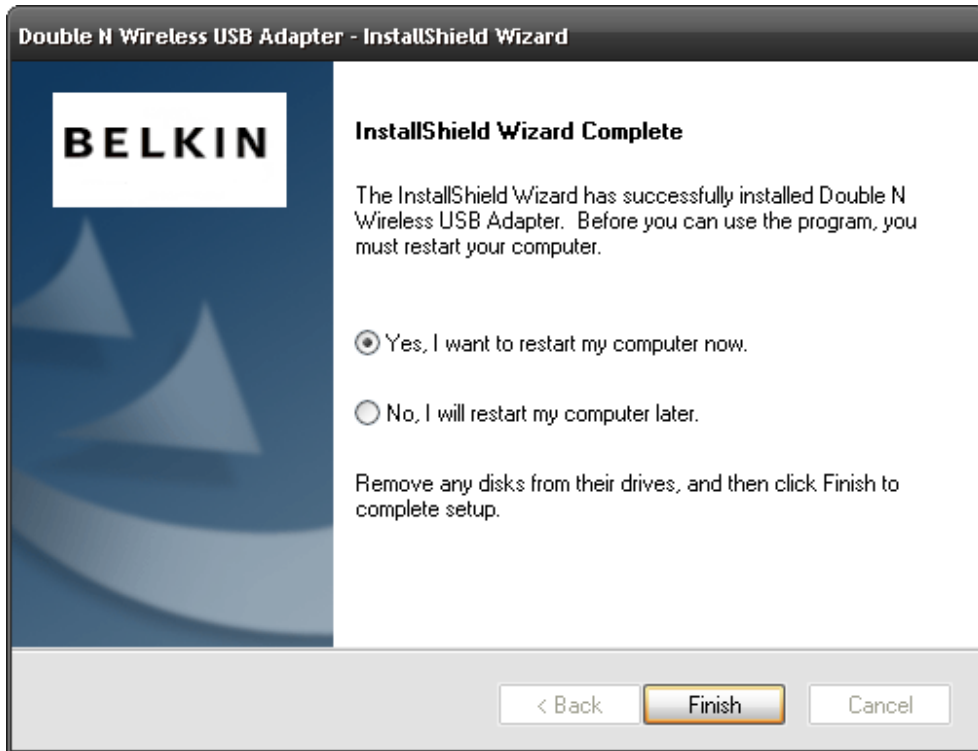 Double N Wireless USB Adapter - InstallShield Wizard
BELKIN
InstallShield Wizard Complete
The InstallShield Wizard has successfully installed Double N
Wireless USB Adapter.  Before you can use the program, you
must restart your computer.
Yes, I want to restart my computer now.
No, I will restart my computer later.
Remove any disks from their drives, and then click Finish to
complete setup.
< Back
Finish
Cancel